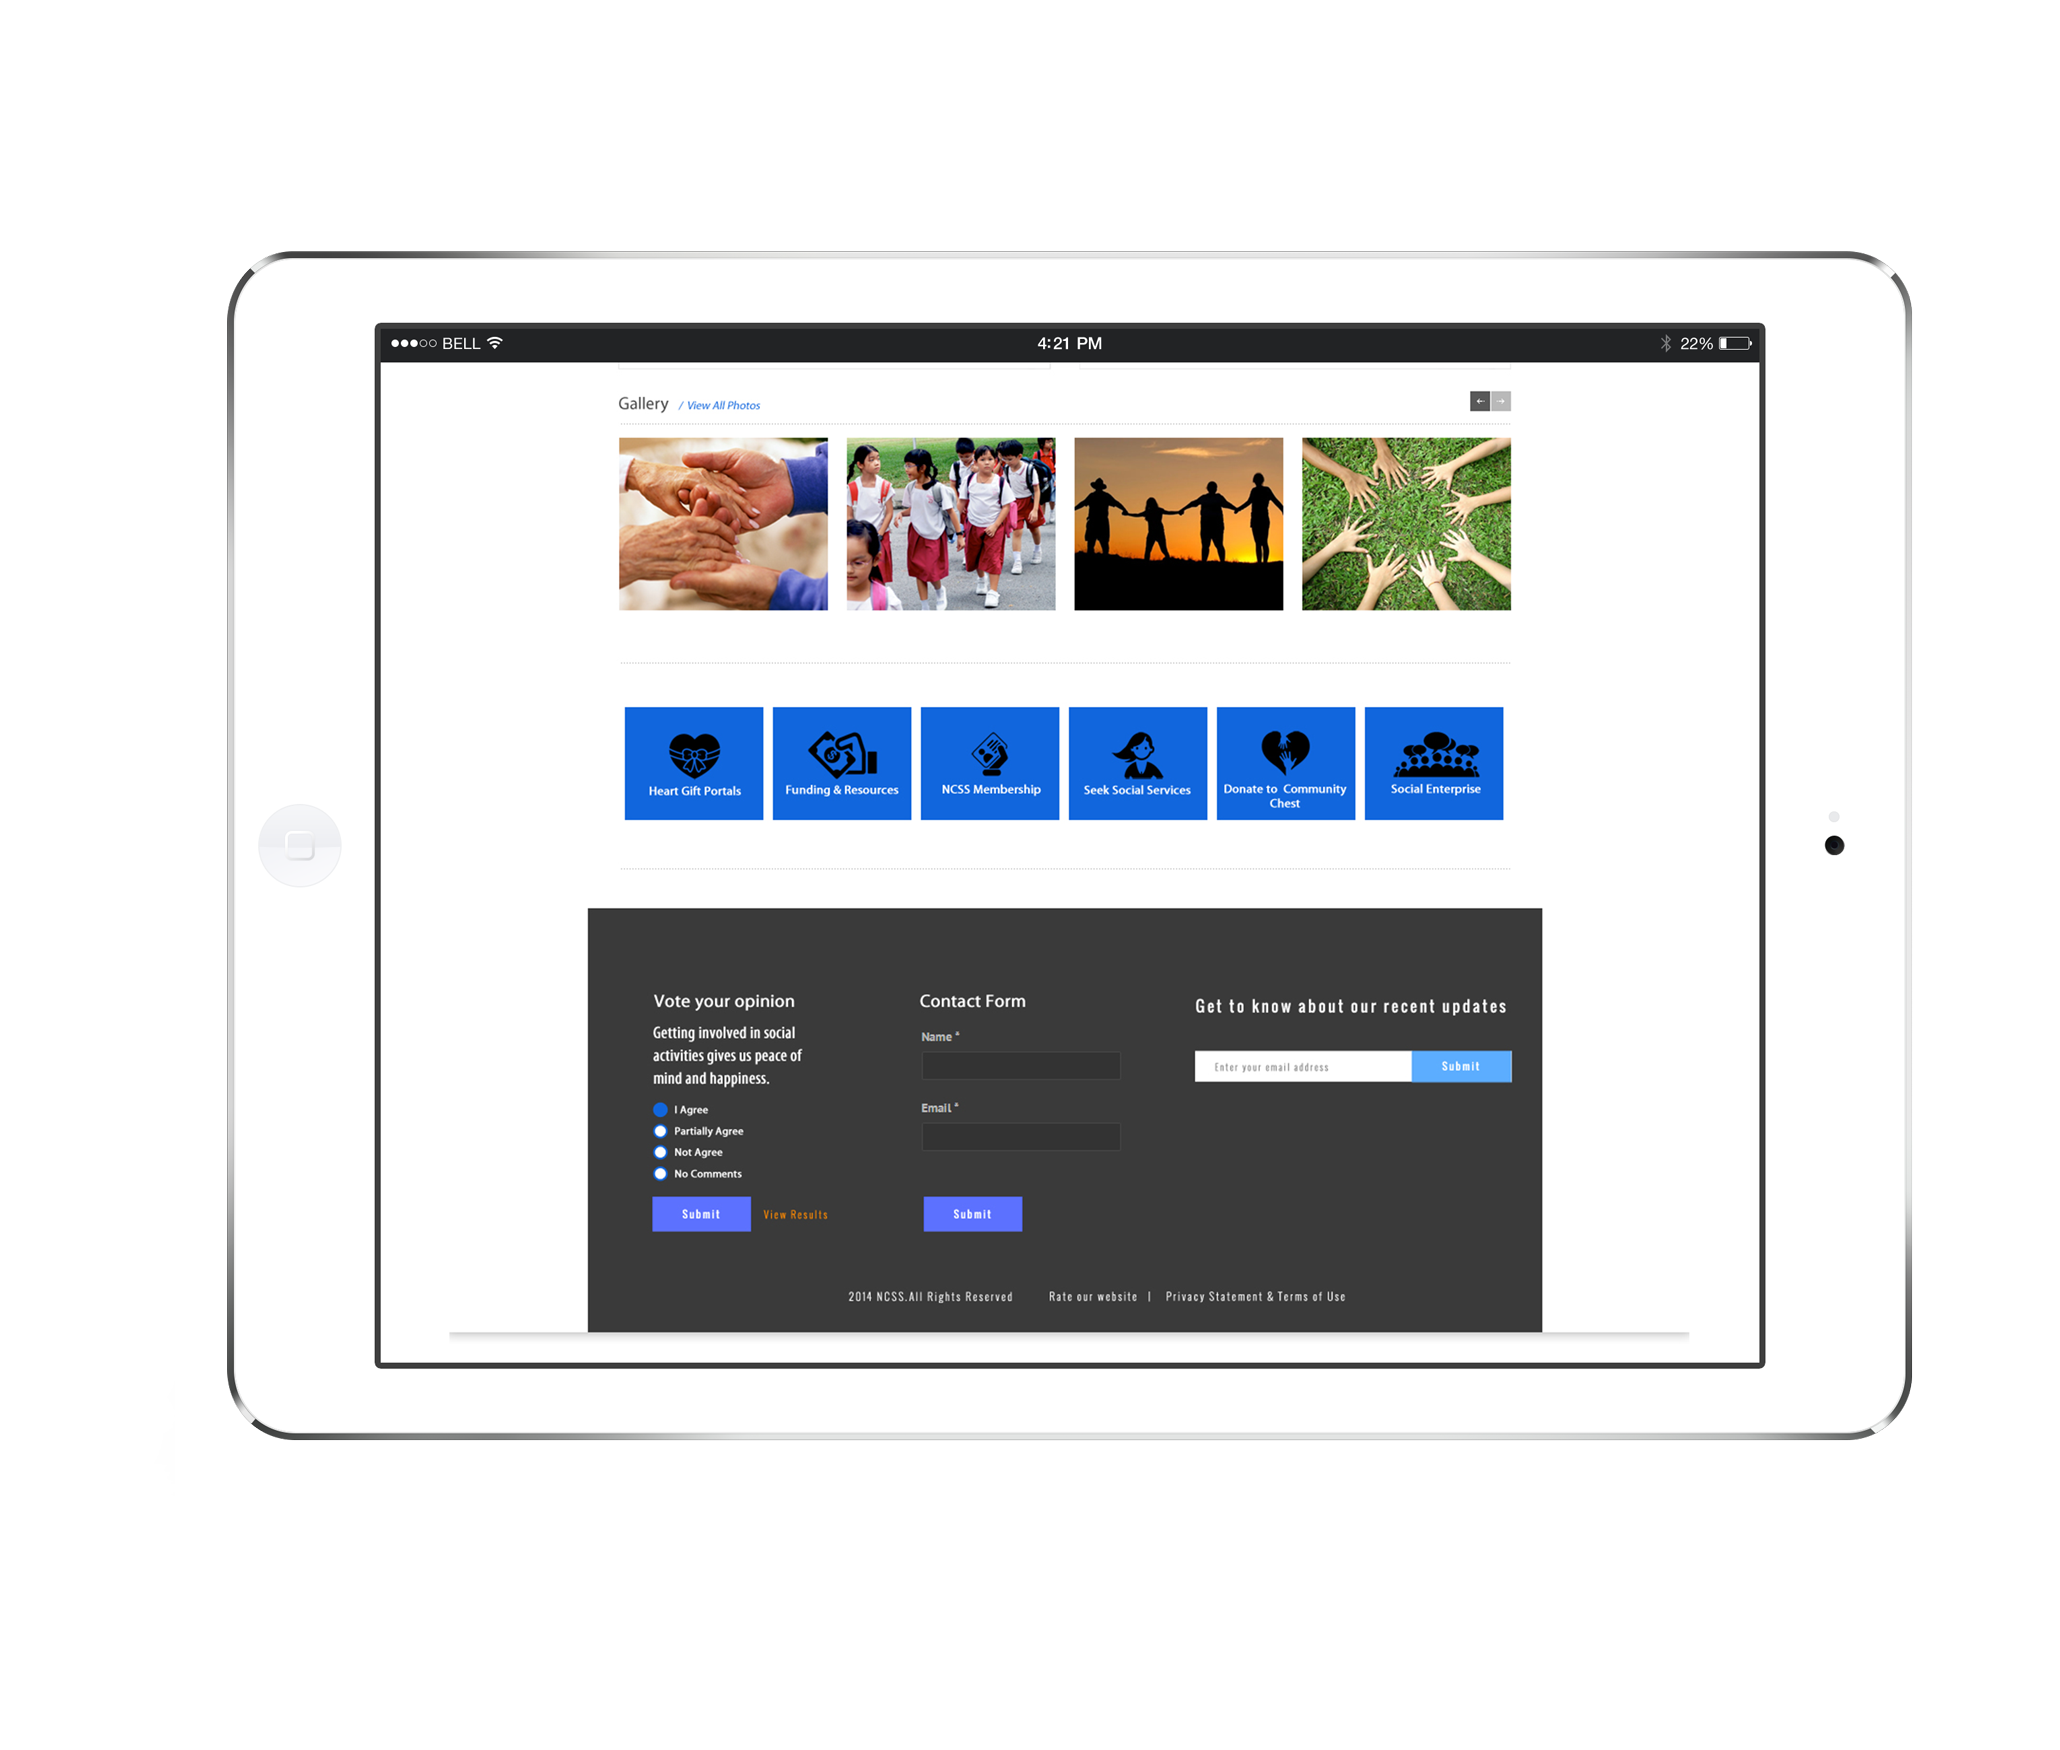 BELL
4:21 PM
22%
Gallery / View All Photos
Heart Gift Portals
Funding & Resources
NCSS Membership
Seek Social Services
Donate to Community
Chest
Social Enterprise
Vote your opinion
Getting involved in social
activities gives us peace of
mind and happiness.
I Agree
Partially Agree
Not Agree
No Comments
Submit
View Results
Contact Form
Name *
Email *
Submit
Get to know about our recent updates
Enter your email address
Submit
2014 NCSS.All Rights Reserved
Rate our website | Privacy Statement & Terms of Use